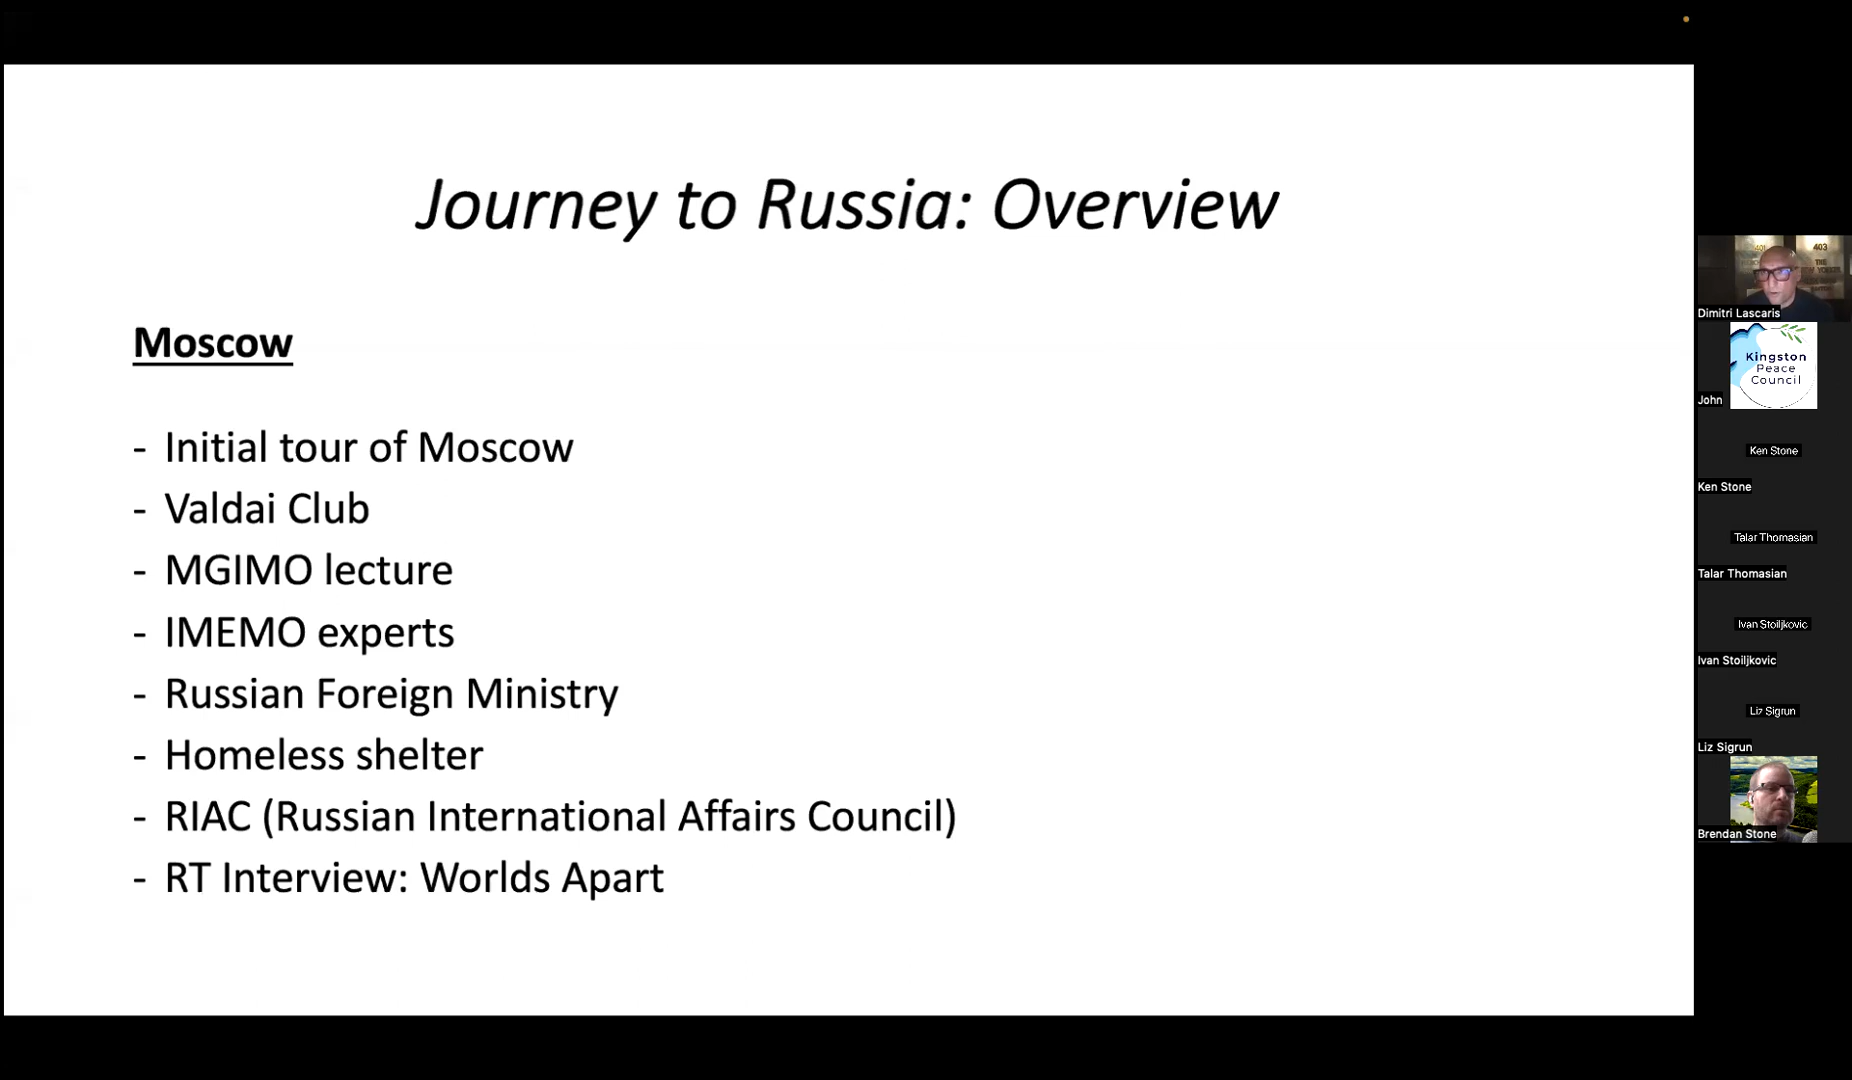 Journey to Russia: Overview
Moscow
- Initial tour of Moscow
- Valdai Club
- MGIMO lecture
- IMEMO experts
- Russian Foreign Ministry
- Homeless shelter
- RIAC (Russian International Affairs Council)
- RT Interview: Worlds Apart
403
THE
Dimitri Lascaris
Kingston
Peace
Council
John
Ken Stone
Ken Stone
Talar Thomasian
Talar Thomasian
Ivan Stoiljkovic
Ivan Stoiljkovic
Liz Sigrun
Liz Sigrun
Brendan Stone